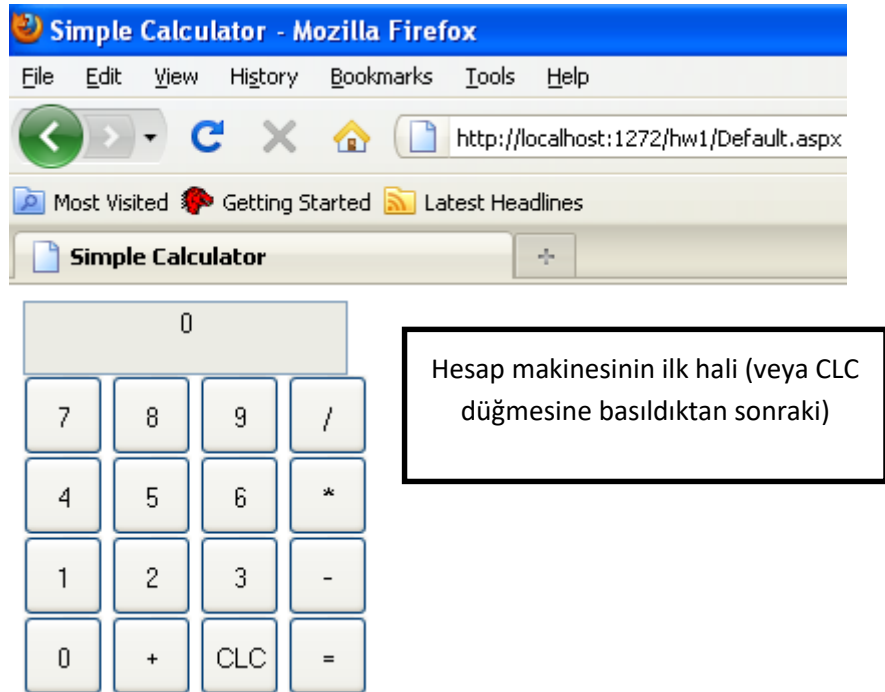 Simple Calculator - Mozilla Firefox
File Edit View History Bookmarks Tools Help
http://localhost:1272/hw1/Default.aspx
Most Visited Getting Started Latest Headlines
Simple Calculator
0
Hesap makinesinin ilk hali (veya CLC
düğmesine basıldıktan sonraki)
7 8 9 /
4 5 6 *
1 2 3 -
0 + CLC =